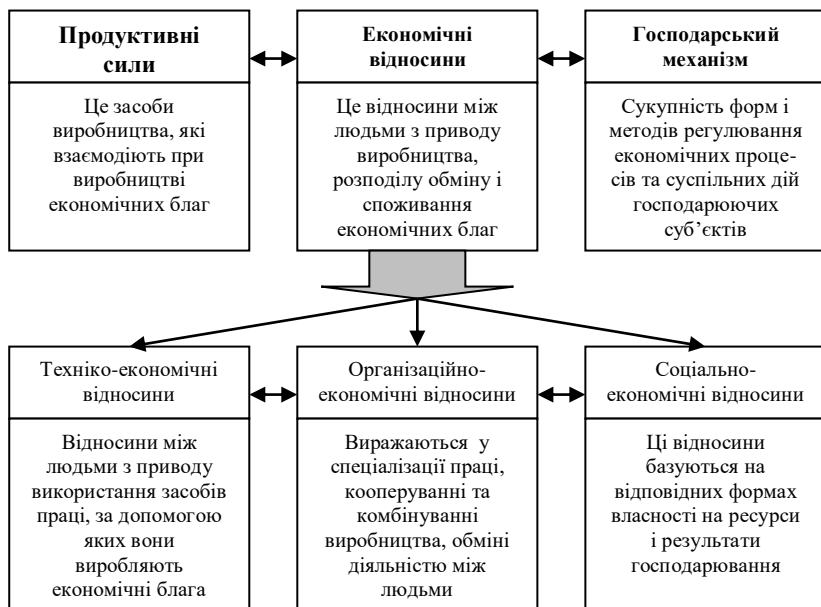 Продуктивні
сили
Це засоби
виробництва, які
взаємодіють при
виробництві
економічних благ
Економічні
відносини
Це відносини між
людьми з приводу
виробництва,
розподілу обміну і
споживання
економічних благ
Господарський
механізм
Сукупність форм і
методів регулювання
економічних проце-
сів та суспільних дій
господарюючих
суб’єктів
Техніко-економічні
відносини
Відносини між
людьми з приводу
використання засобів
праці, за допомогою
яких вони
виробляють
економічні блага
Організаційно-
економічні відносини
Виражаються у
спеціалізації праці,
кооперуванні та
комбінуванні
виробництва, обміні
діяльністю між
людьми
Соціально-
економічні відносини
Ці відносини
базуються на
відповідних формах
власності на ресурси
і результати
господарювання